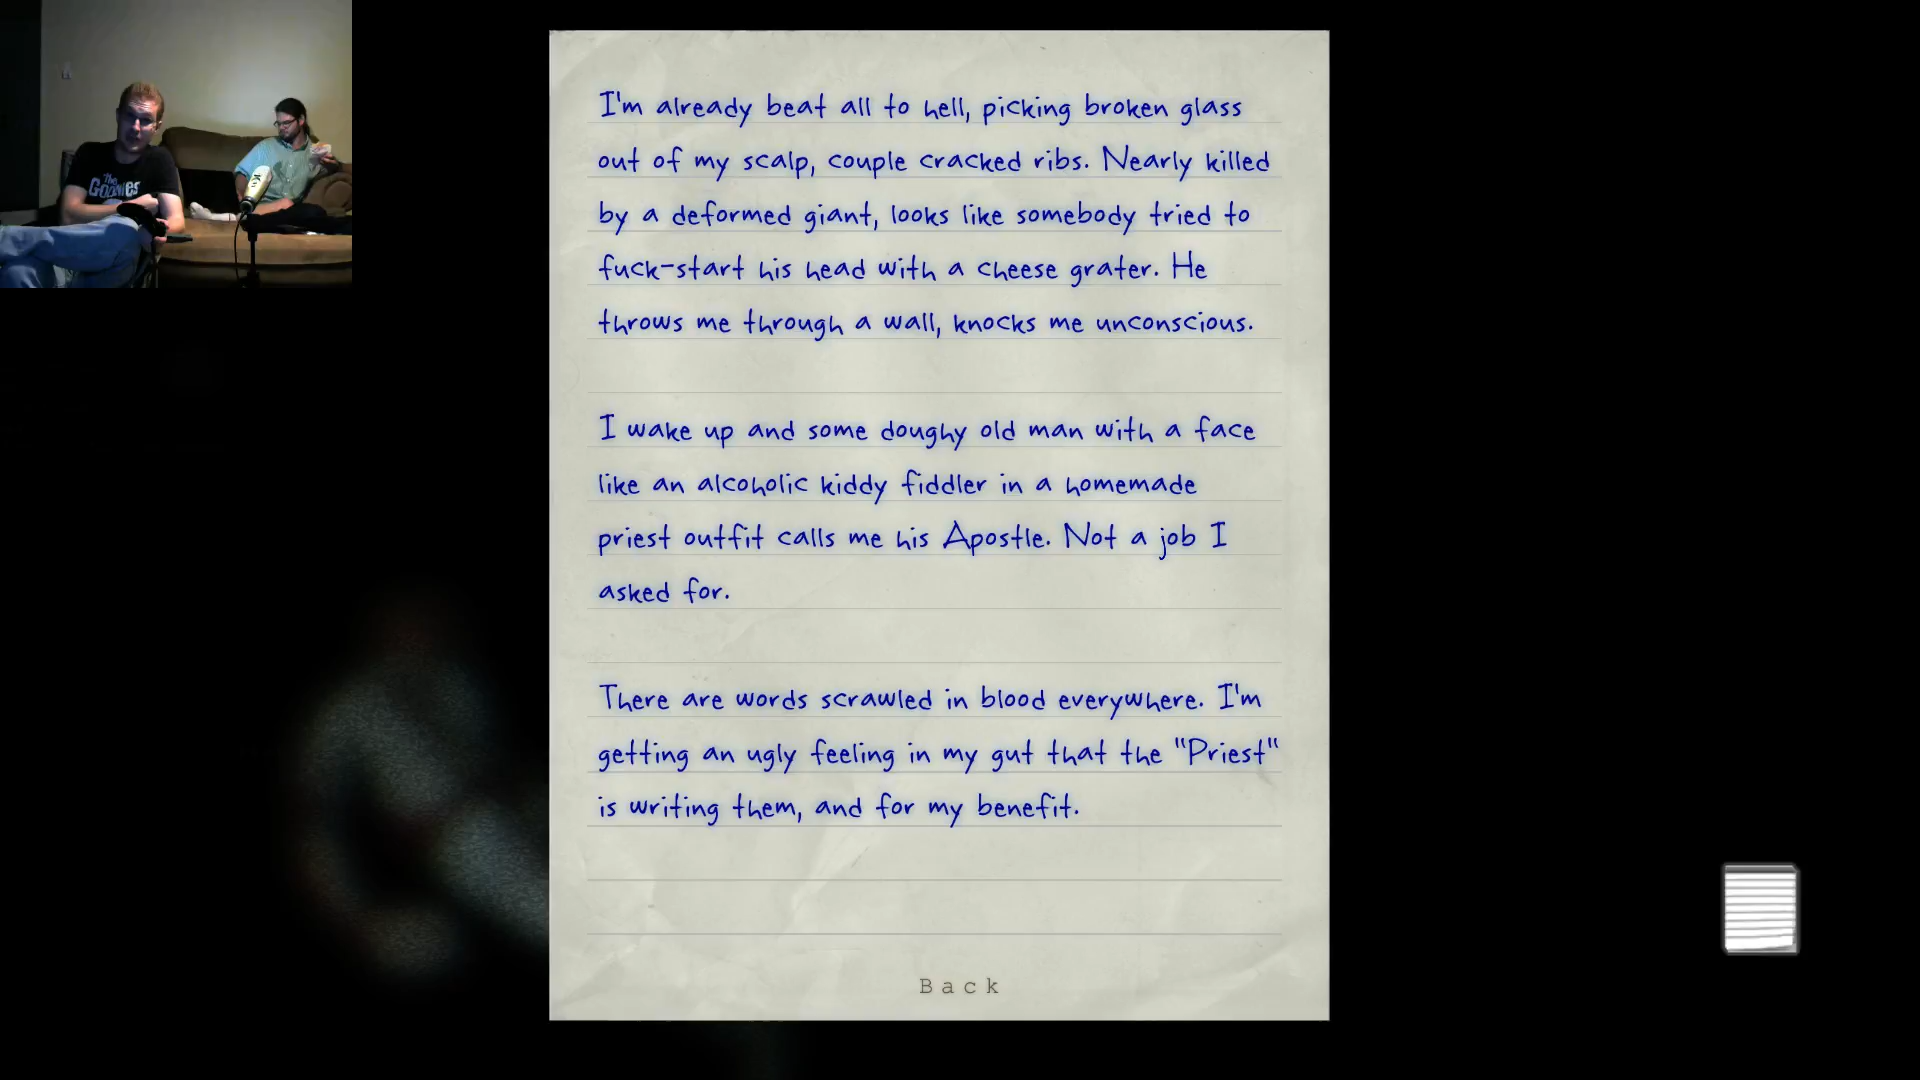 The
Goonies
I'm already beat all to hell, picking broken glass
out of my scalp, couple cracked ribs. Nearly killed
by a deformed giant, looks like somebody tried to
fuck-start his head with a cheese grater. He
throws me through a wall, knocks me unconscious.
I wake up and some doughy old man with a face
like an alcoholic kiddy fiddler in a homemade
priest outfit calls me his Apostle. Not a job I
asked for.
There are words scrawled in blood everywhere. I'm
getting an ugly feeling in my gut that the "Priest"
is writing them, and for my benefit.
Back